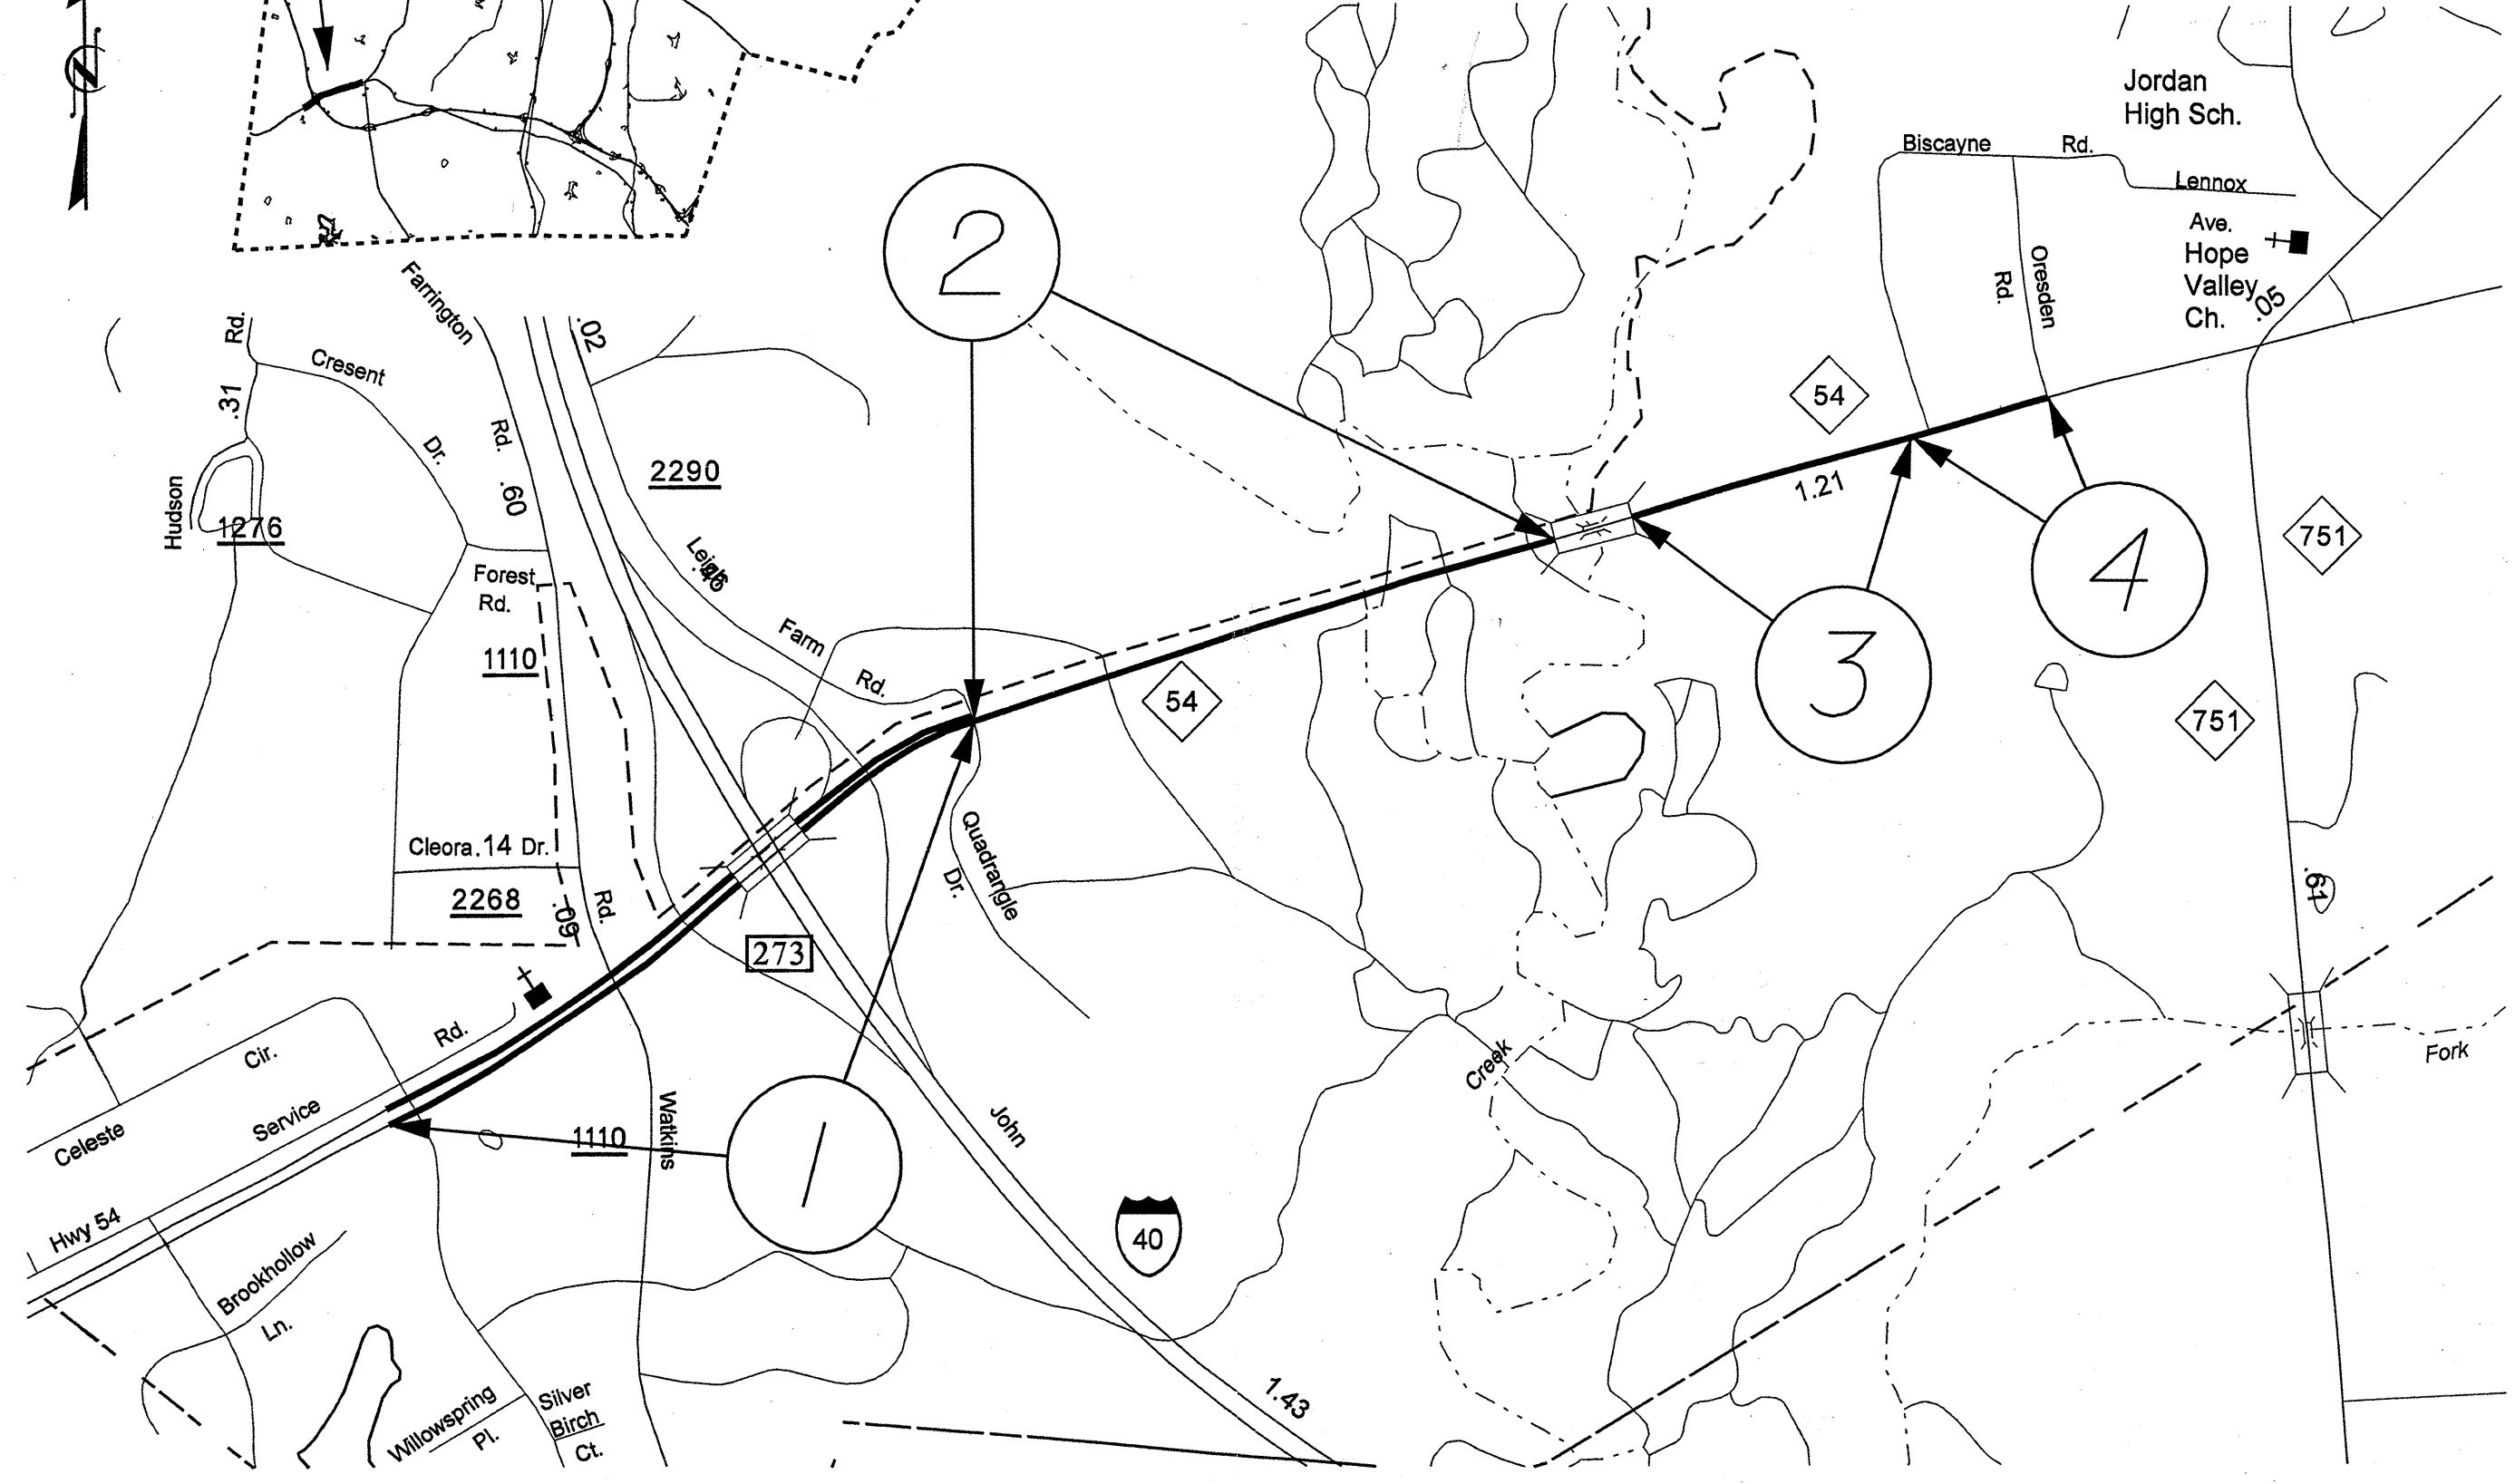 N
Jordan
High Sch.
Biscayne Rd.
Lennox
Ave.
Hope
Valley
Ch.
.05
Oresden
Rd.
Farrington
Rd.
.60
.02
Rd.
.31
Cresent
Dr.
Hudson
1276
2290
2
54
1.21
751
4
3
Leigh
Farm
Rd.
Forest
Rd.
1110
54
751
Cleora .14 Dr.
2268
.09
Rd.
Quadrangle
Dr.
.61
273
Rd.
Cir.
Service
Celeste
Hwy 54
1110
Watkins
1
John
Creek
Fork
40
Brookhollow
Ln.
Willowspring
Pl.
Silver
Birch
Ct.
1.43